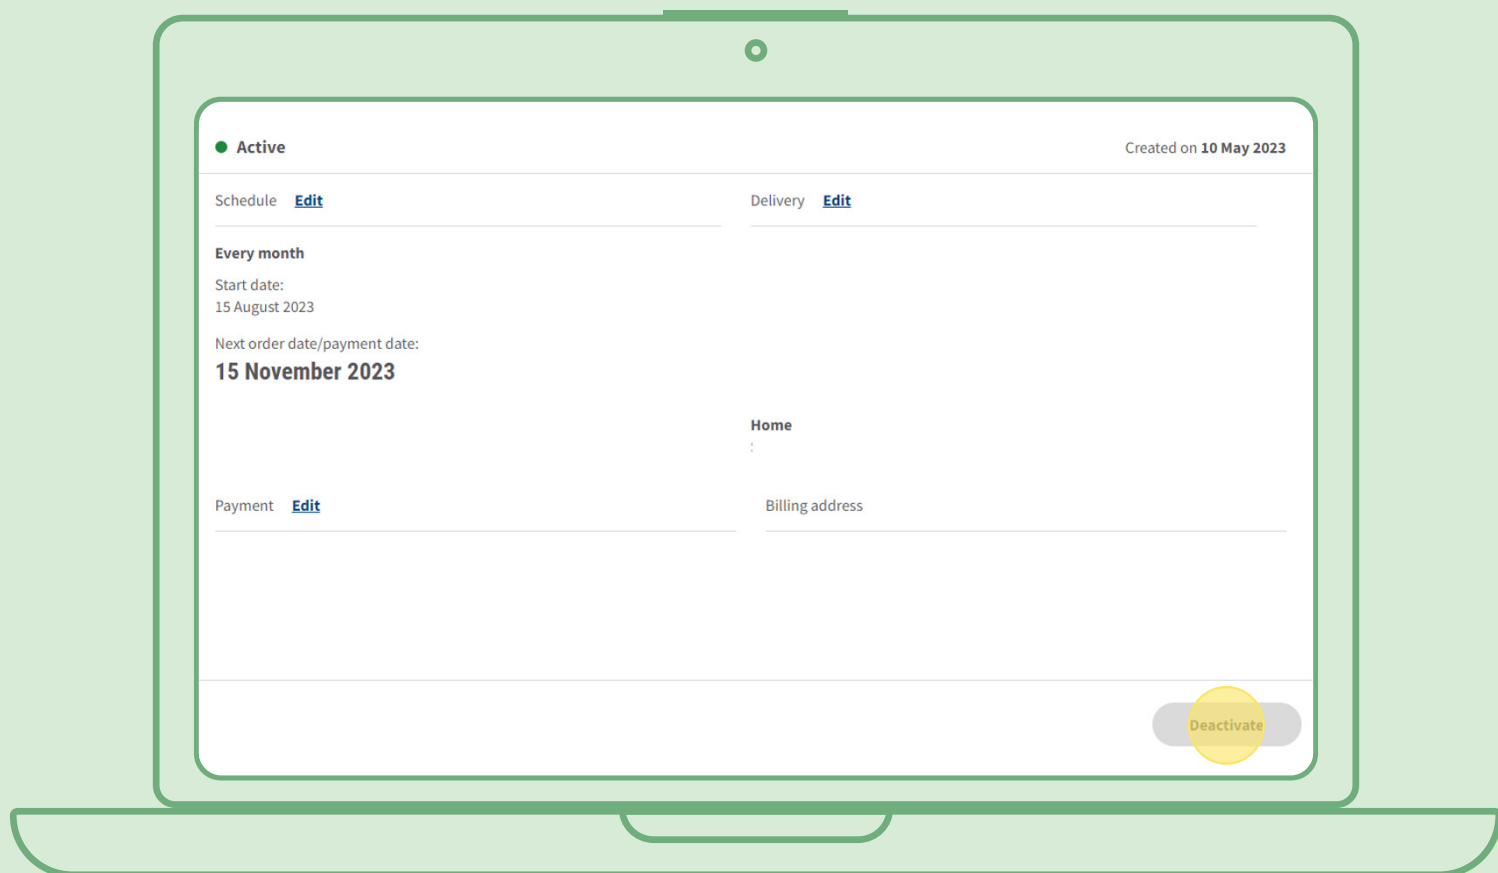 Active
Created on 10 May 2023
Schedule Edit
Delivery Edit
Every month
Start date:
15 August 2023
Next order date/payment date:
15 November 2023
Home
:
Payment Edit
Billing address
Deactivate